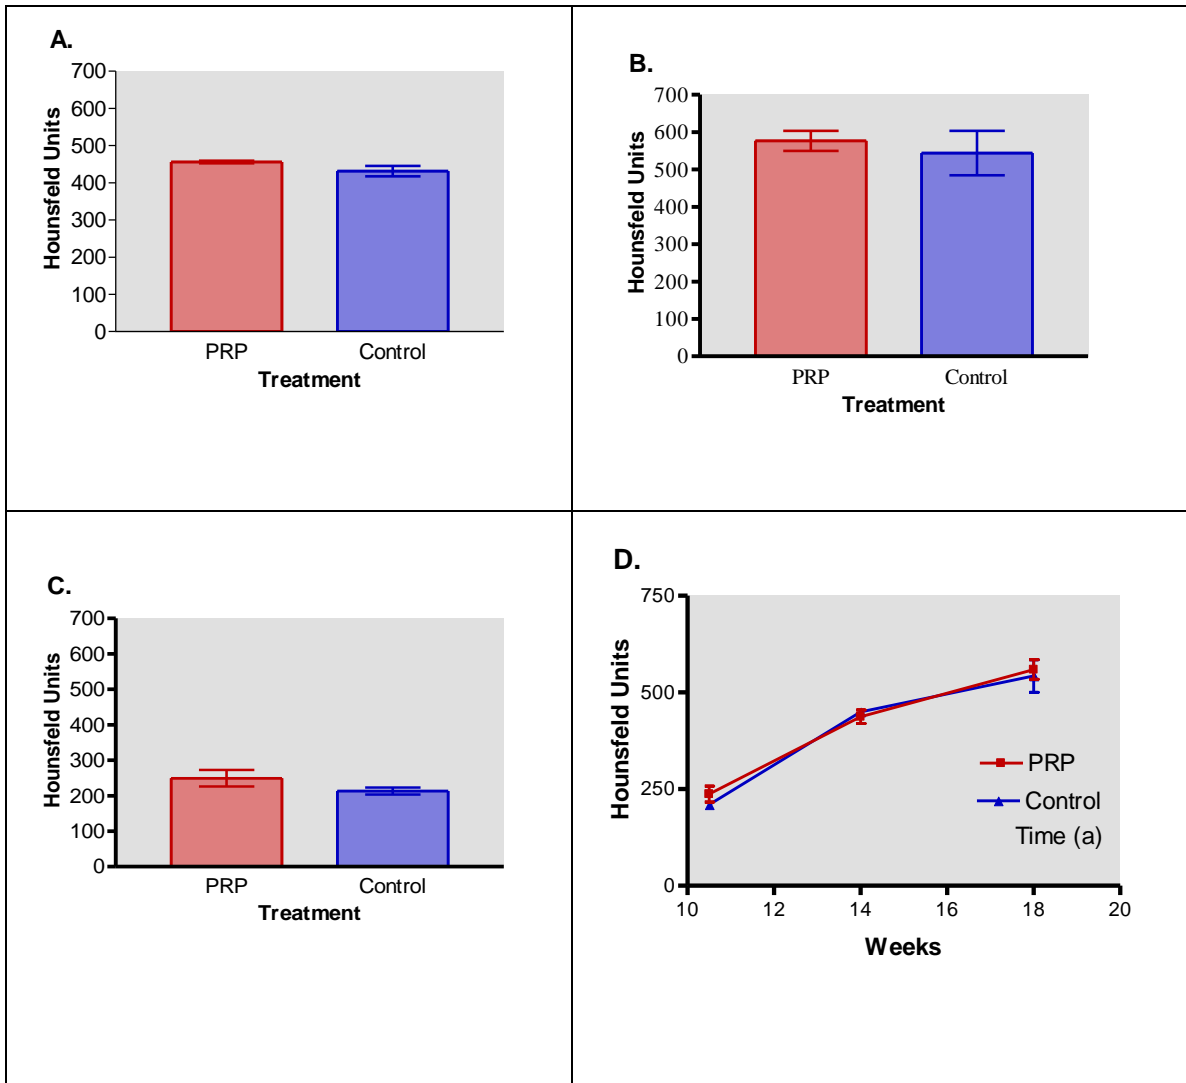 A.
700
600
500
400
300
200
100
0
Hounsfeld Units
PRP Control
Treatment
B.
700
600
500
400
300
200
100
0
Hounsfeld Units
PRP Control
Treatment
C.
700
600
500
400
300
200
100
0
Hounsfeld Units
PRP Control
Treatment
D.
750
500
250
0
Hounsfeld Units
PRP
Control
Time (a)
10 12 14 16 18 20
Weeks